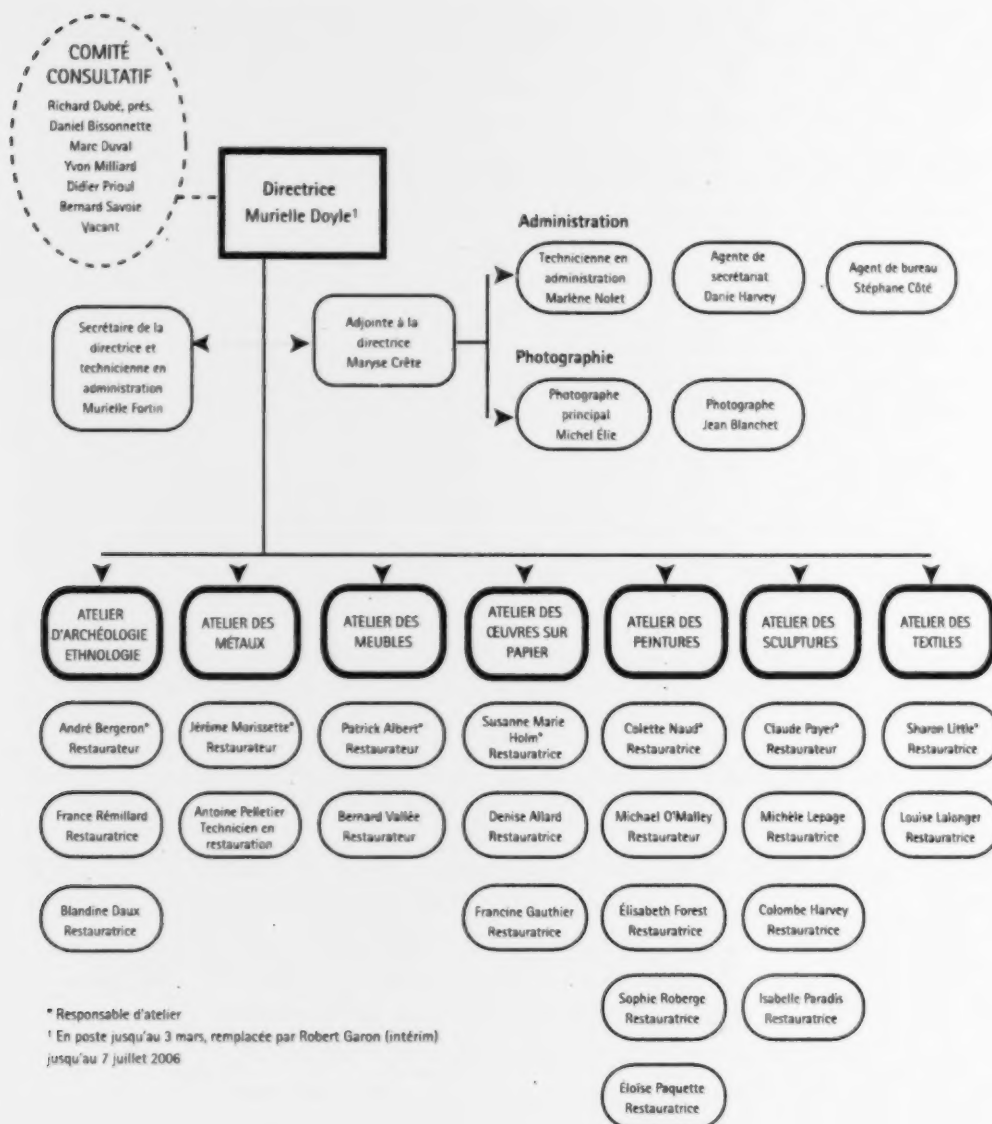 COMITÉ
CONSULTATIF
Richard Dubé, prés.
Daniel Bissonnette
Marc Duval
Yvon Milliard
Didier Prioul
Bernard Savoie
Vacant
Directrice
Murielle Doyle¹
Secrétaire de la
directrice et
technicienne en
administration
Murielle Fortin
Adjointe à la
directrice
Maryse Crête
Administration
Technicienne en
administration
Marlène Nolet
Agente de
secrétariat
Danie Harvey
Agent de bureau
Stéphane Côté
Photographie
Photographe
principal
Michel Élie
Photographe
Jean Blanchet
ATELIER
D'ARCHÉOLOGIE
ETHNOLOGIE
André Bergeron*
Restaurateur
France Rémillard
Restauratrice
Blandine Daux
Restauratrice
ATELIER DES
MÉTAUX
Jérôme Morissette*
Restaurateur
Antoine Pelletier
Technicien en
restauration
ATELIER DES
MEUBLES
Patrick Albert*
Restaurateur
Bernard Vallée
Restaurateur
ATELIER DES
ŒUVRES SUR
PAPIER
Susanne Marie
Holm*
Restauratrice
Denise Allard
Restauratrice
Francine Gauthier
Restauratrice
ATELIER DES
PEINTURES
Colette Naud*
Restauratrice
Michael O'Malley
Restaurateur
Élisabeth Forest
Restauratrice
Sophie Roberge
Restauratrice
Éloïse Paquette
Restauratrice
ATELIER DES
SCULPTURES
Claude Payer*
Restaurateur
Michèle Lepage
Restauratrice
Colombe Harvey
Restauratrice
Isabelle Paradis
Restauratrice
ATELIER DES
TEXTILES
Sharon Little*
Restauratrice
Louise Lalonger
Restauratrice
* Responsable d'atelier
¹ En poste jusqu'au 3 mars, remplacée par Robert Garon (intérim)
jusqu'au 7 juillet 2006